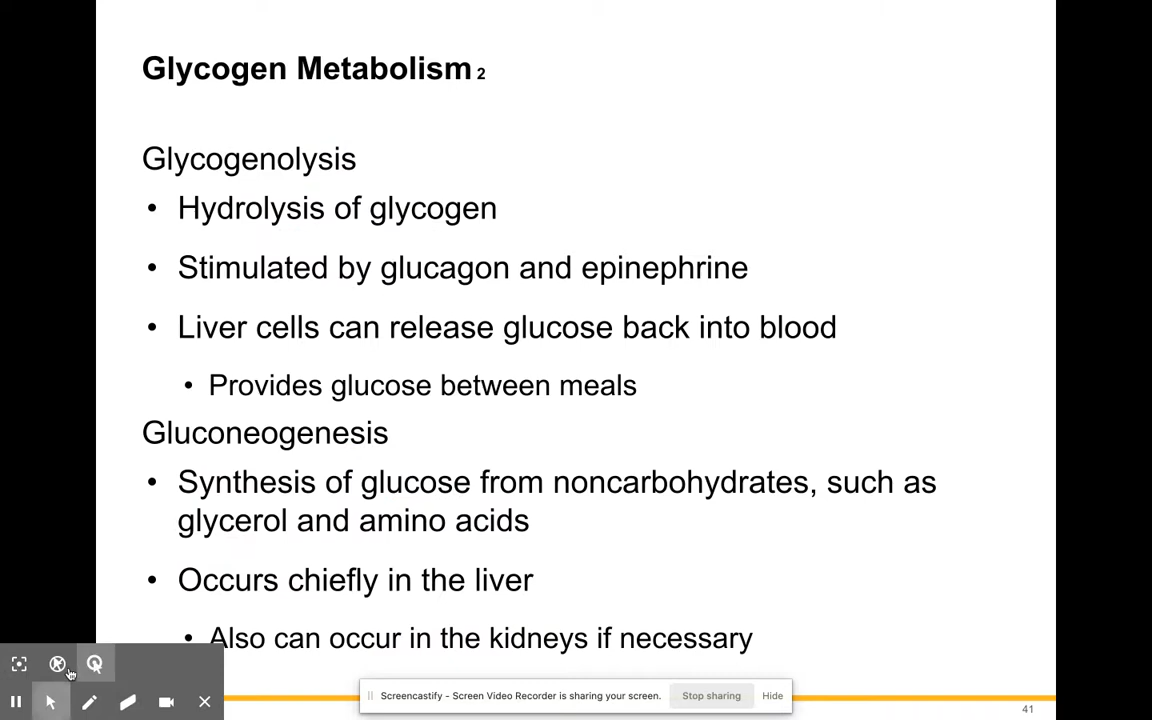 Glycogen Metabolism 2
Glycogenolysis
• Hydrolysis of glycogen
• Stimulated by glucagon and epinephrine
• Liver cells can release glucose back into blood
• Provides glucose between meals
Gluconeogenesis
• Synthesis of glucose from noncarbohydrates, such as
glycerol and amino acids
• Occurs chiefly in the liver
• Also can occur in the kidneys if necessary
Screencastify - Screen Video Recorder is sharing your screen. Stop sharing Hide
41